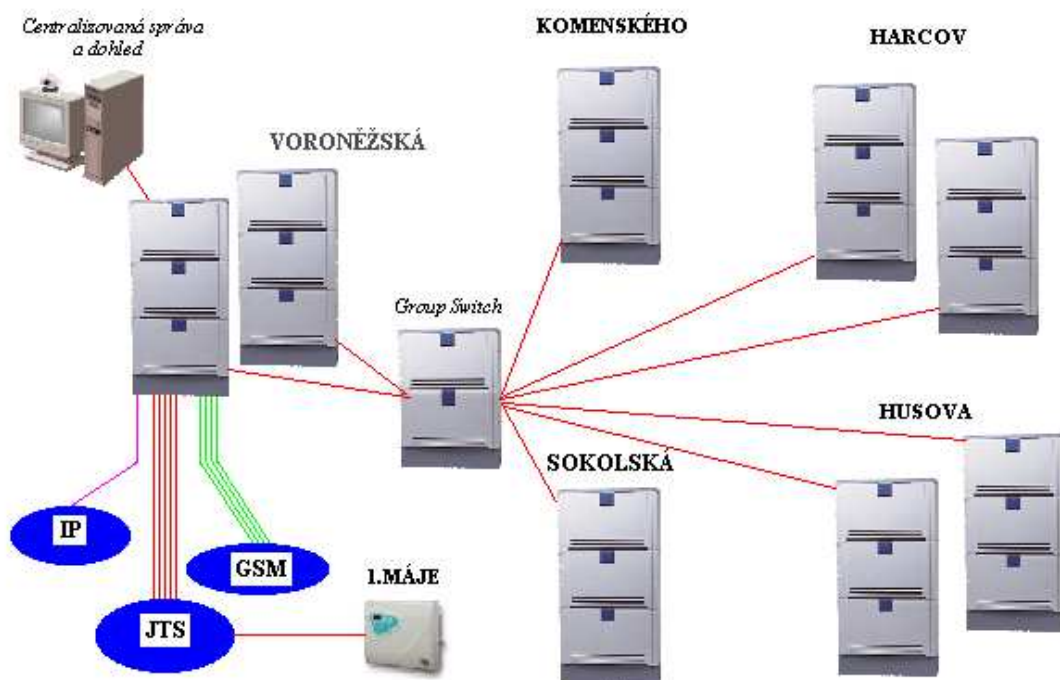 Centralizovaná správa
a dohled
KOMENSKÉHO
HARCOV
VORONĚŽSKÁ
Group Switch
HUSOVA
SOKOLSKÁ
IP
GSM
1.MÁJE
JTS